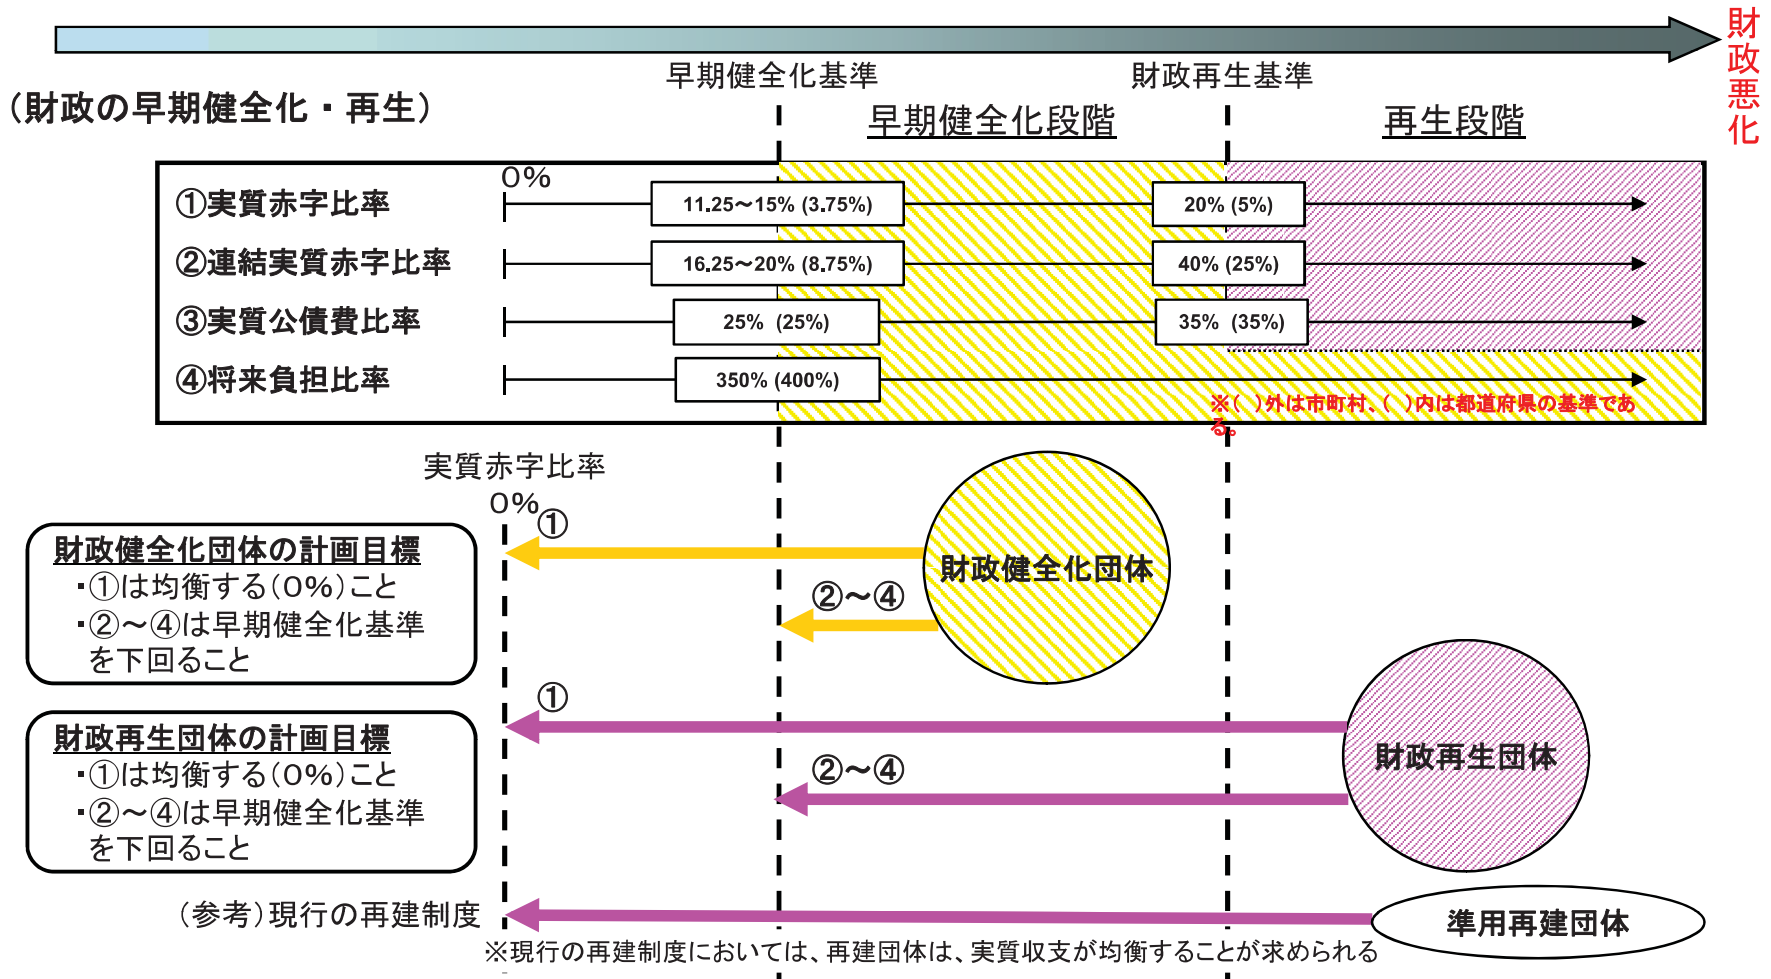 財政悪化
早期健全化基準
財政再生基準
（財政の早期健全化・再生）
早期健全化段階
再生段階
0%
①実質赤字比率
11.25～15% (3.75%)
20% (5%)
②連結実質赤字比率
16.25～20% (8.75%)
40% (25%)
③実質公債費比率
25% (25%)
35% (35%)
④将来負担比率
350% (400%)
※（ ）外は市町村、（ ）内は都道府県の基準であ
る。
実質赤字比率
0%
①
財政健全化団体の計画目標
・①は均衡する（0%）こと
・②～④は早期健全化基準
を下回ること
財政健全化団体
②～④
①
財政再生団体の計画目標
・①は均衡する（0%）こと
・②～④は早期健全化基準
を下回ること
財政再生団体
②～④
（参考）現行の再建制度
準用再建団体
※現行の再建制度においては、再建団体は、実質収支が均衡することが求められる